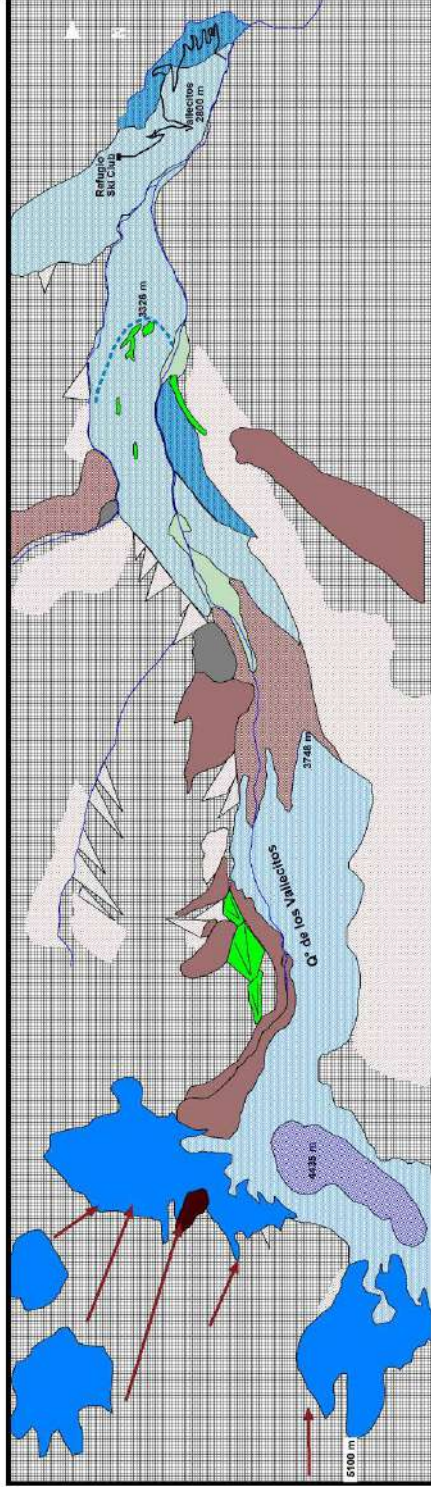 N
Refugio
Ski Club
Vallecitos
2800 m
3326 m
3748 m
Qº de los Vallecitos
4435 m
5100 m